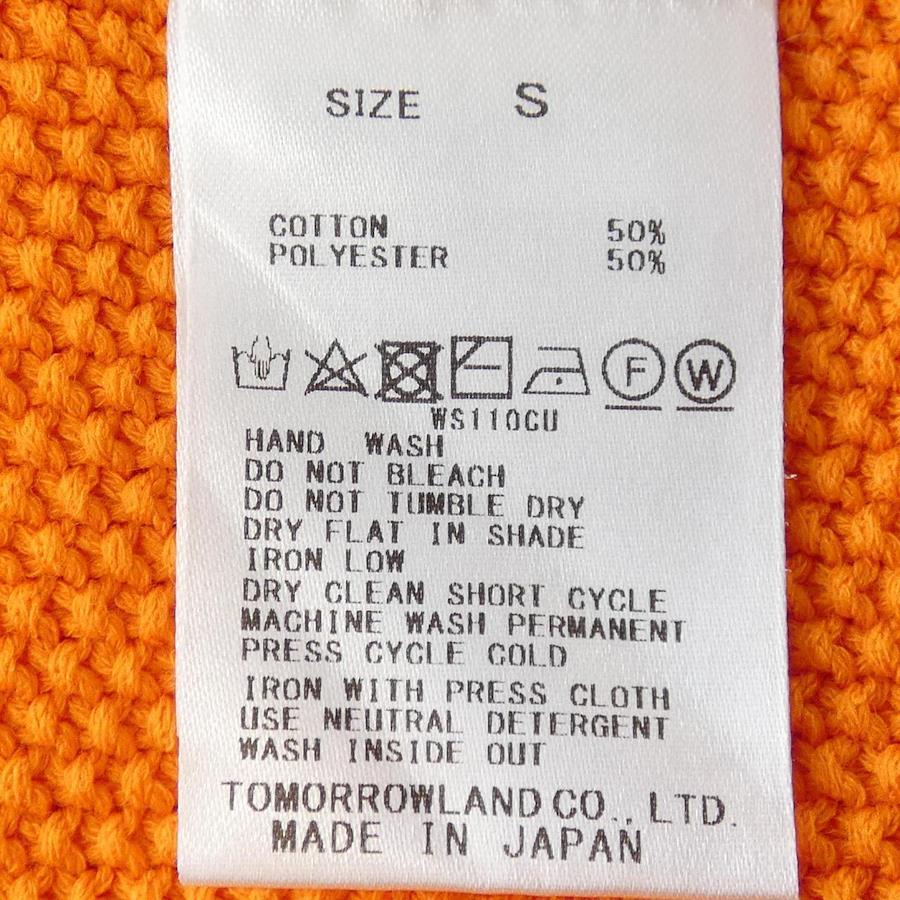 SIZE S
COTTON 50%
POLYESTER 50%
F W
WS110CU
HAND WASH
DO NOT BLEACH
DO NOT TUMBLE DRY
DRY FLAT IN SHADE
IRON LOW
DRY CLEAN SHORT CYCLE
MACHINE WASH PERMANENT
PRESS CYCLE COLD
IRON WITH PRESS CLOTH
USE NEUTRAL DETERGENT
WASH INSIDE OUT
TOMORROWLAND CO., LTD.
MADE IN JAPAN